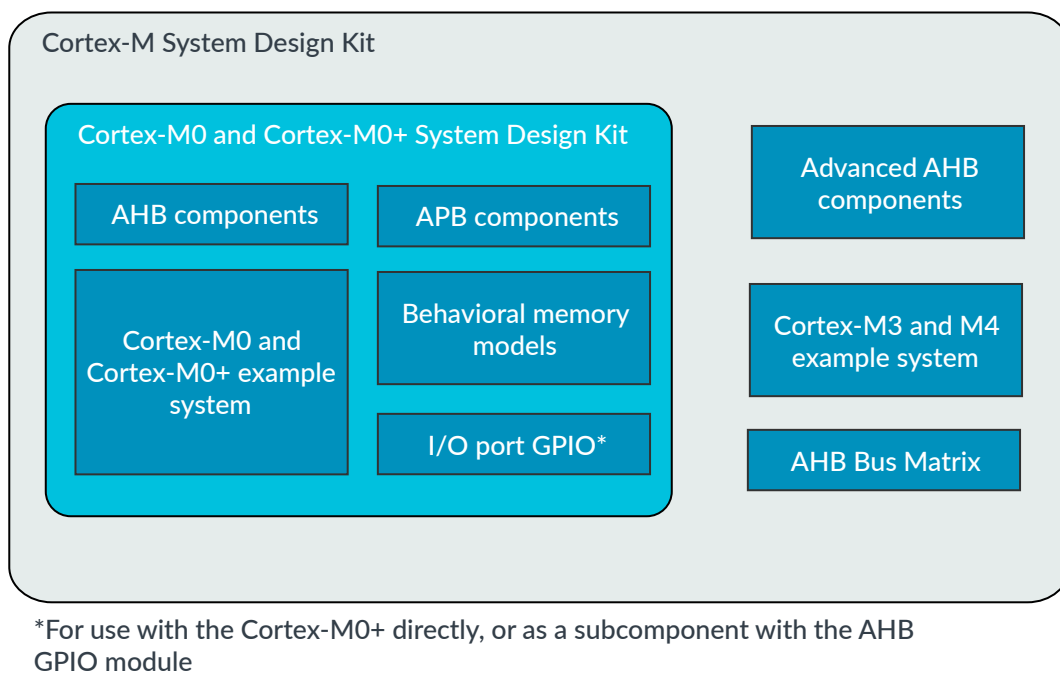 Cortex-M System Design Kit
Cortex-M0 and Cortex-M0+ System Design Kit
AHB components
APB components
Cortex-M0 and
Cortex-M0+ example
system
Behavioral memory
models
I/O port GPIO*
Advanced AHB
components
Cortex-M3 and M4
example system
AHB Bus Matrix
*For use with the Cortex-M0+ directly, or as a subcomponent with the AHB
GPIO module